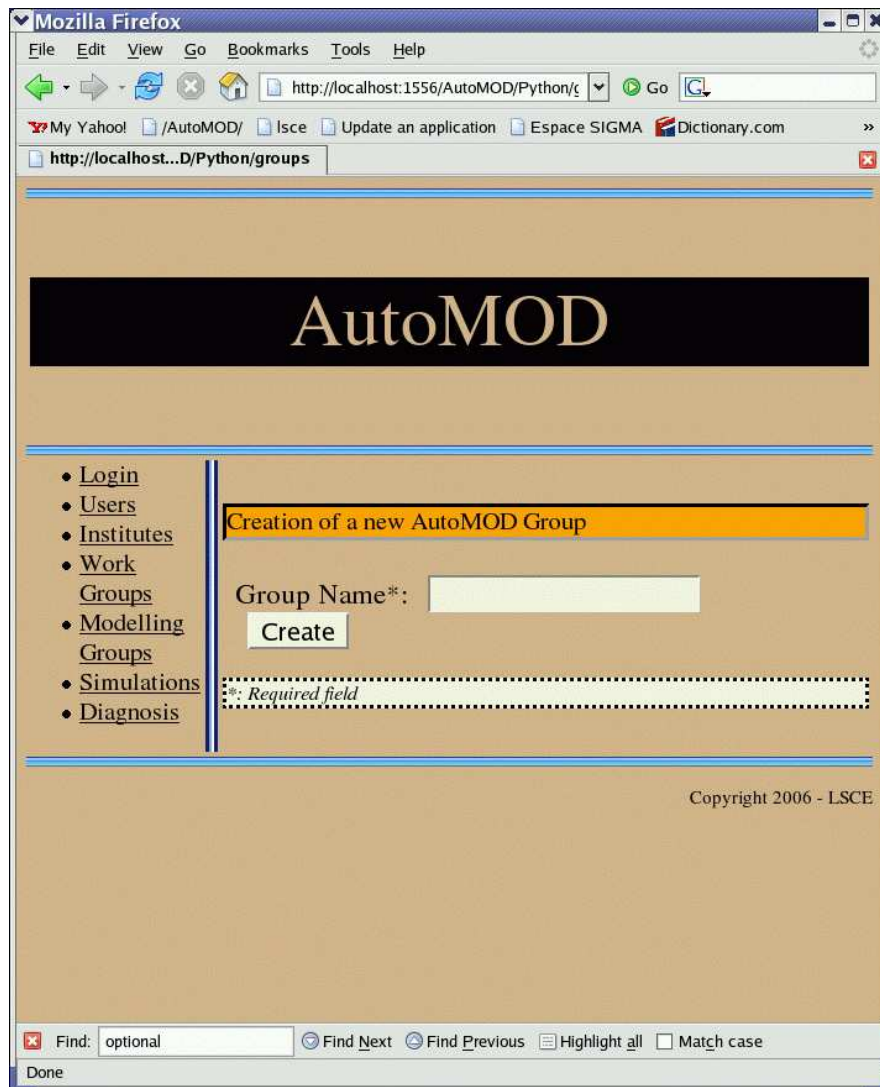 Mozilla Firefox
File Edit View Go Bookmarks Tools Help
http://localhost:1556/AutoMOD/Python/g Go G
Y! My Yahoo! /AutoMOD/ lsce Update an application Espace SIGMA Dictionary.com »
http://localhost...D/Python/groups
AutoMOD
Login
Users
Institutes
Work
Groups
Modelling
Groups
Simulations
Diagnosis
Creation of a new AutoMOD Group
Group Name*:
Create
*: Required field
Copyright 2006 - LSCE
Find: optional Find Next Find Previous Highlight all Match case
Done